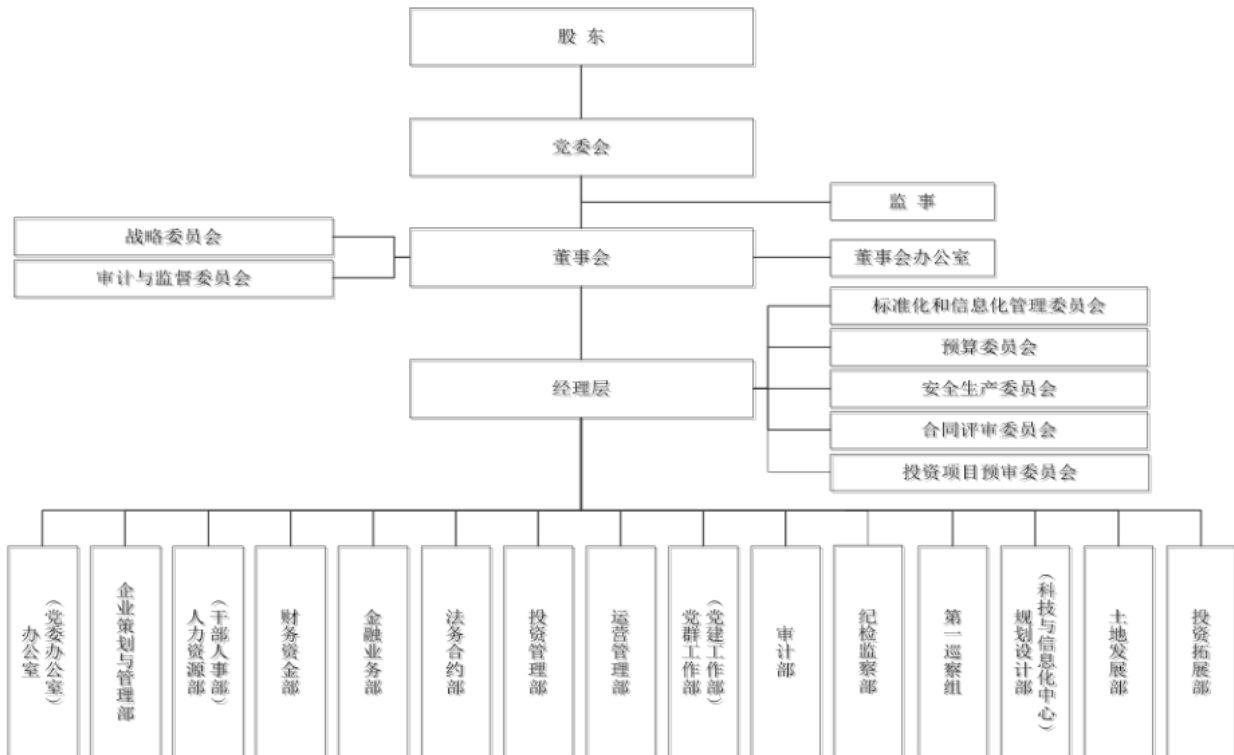 股 东
党委会
监 事
战略委员会
董事会
董事会办公室
审计与监督委员会
标准化和信息化管理委员会
预算委员会
经理层
安全生产委员会
合同评审委员会
投资项目预审委员会
办公室
（党委办公室）
企业策划与管理部
人力资源部
（干部人事部）
财务资金部
金融业务部
法务合约部
投资管理部
运营管理部
党群工作部
（党建工作部）
审计部
纪检监察部
第一巡察组
规划设计部
（科技与信息化中心）
土地发展部
投资拓展部